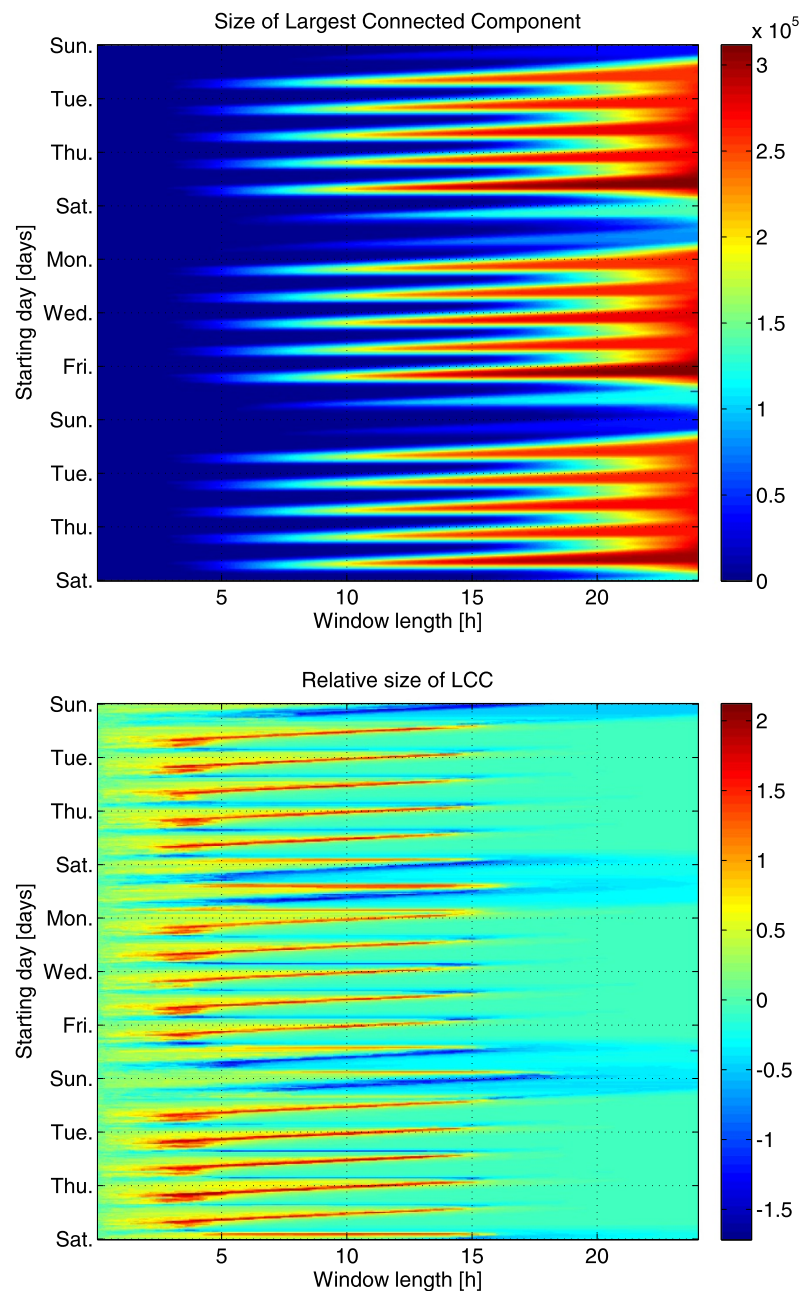 Size of Largest Connected Component
x 10⁵
Sun.
Tue.
Thu.
Sat.
Mon.
Wed.
Fri.
Sun.
Tue.
Thu.
Sat.
Starting day [days]
5 10 15 20
Window length [h]
3
2.5
2
1.5
1
0.5
0
Relative size of LCC
Sun.
Tue.
Thu.
Sat.
Mon.
Wed.
Fri.
Sun.
Tue.
Thu.
Sat.
Starting day [days]
5 10 15 20
Window length [h]
2
1.5
1
0.5
0
-0.5
-1
-1.5